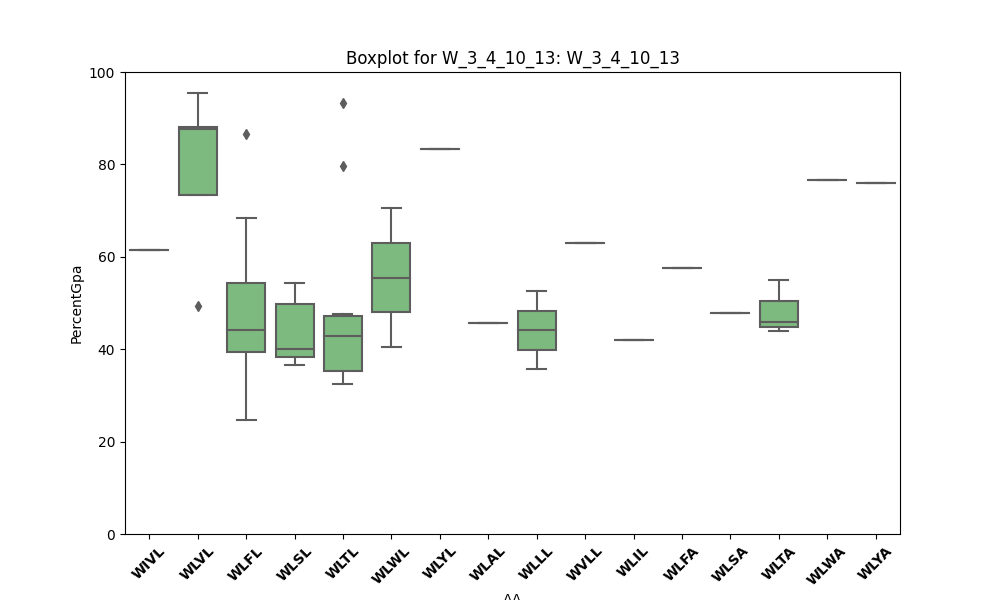 Boxplot for W_3_4_10_13: W_3_4_10_13
100
80
60
40
20
0
PercentGpa
WIVL
WLVL
WLFL
WLSL
WLTL
WLWL
WLYL
WLAL
WLLL
WVLL
WLIL
WLFA
WLSA
WLTA
WLWA
WLYA
AA